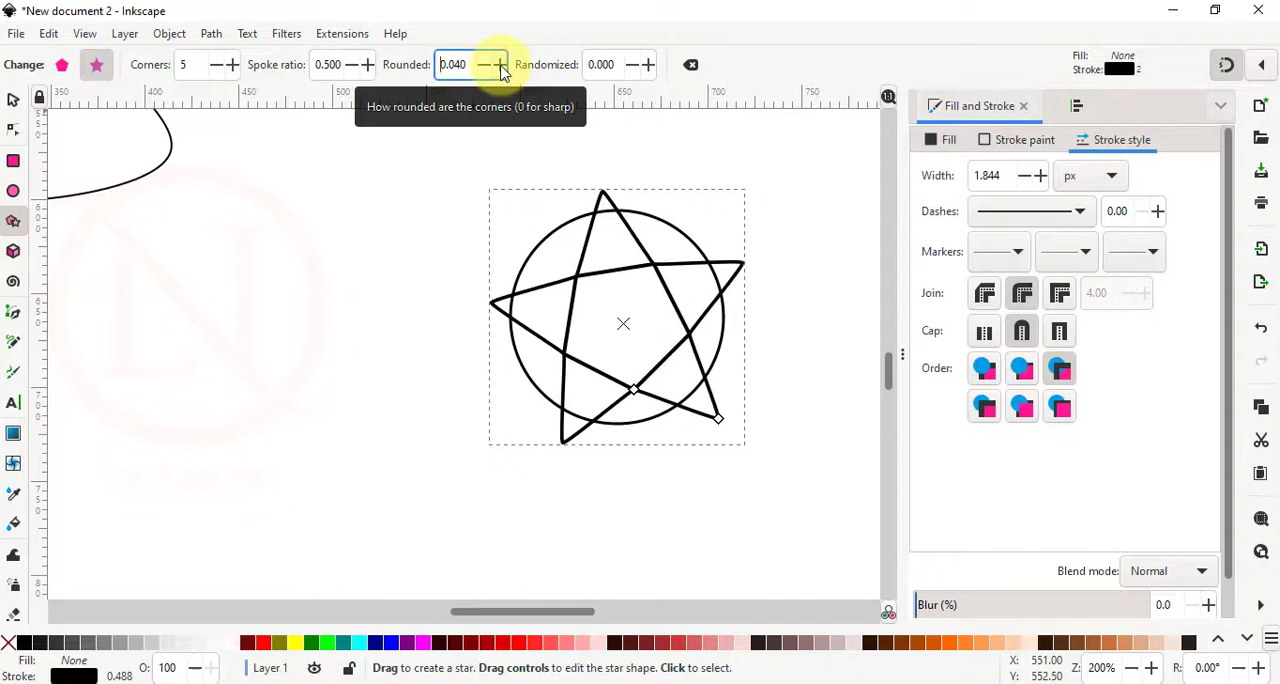 *New document 2 - Inkscape
File Edit View Layer Object Path Text Filters Extensions Help
Change: Corners: 5 Spoke ratio: 0.500 Rounded: 0.040 Randomized: 0.000
Fill: None
Stroke: 2
How rounded are the corners (0 for sharp)
350 400 450 500 650 700 750
Fill and Stroke
Fill Stroke paint Stroke style
Width: 1.844 px
Dashes: 0.00
Markers:
Join: 4.00
Cap:
Order:
Blend mode: Normal
Blur (%) 0.0
Fill: None
Stroke: 0.488
O: 100
Layer 1
Drag to create a star. Drag controls to edit the star shape. Click to select.
X: 551.00
Y: 552.50
Z: 200%
R: 0.00°